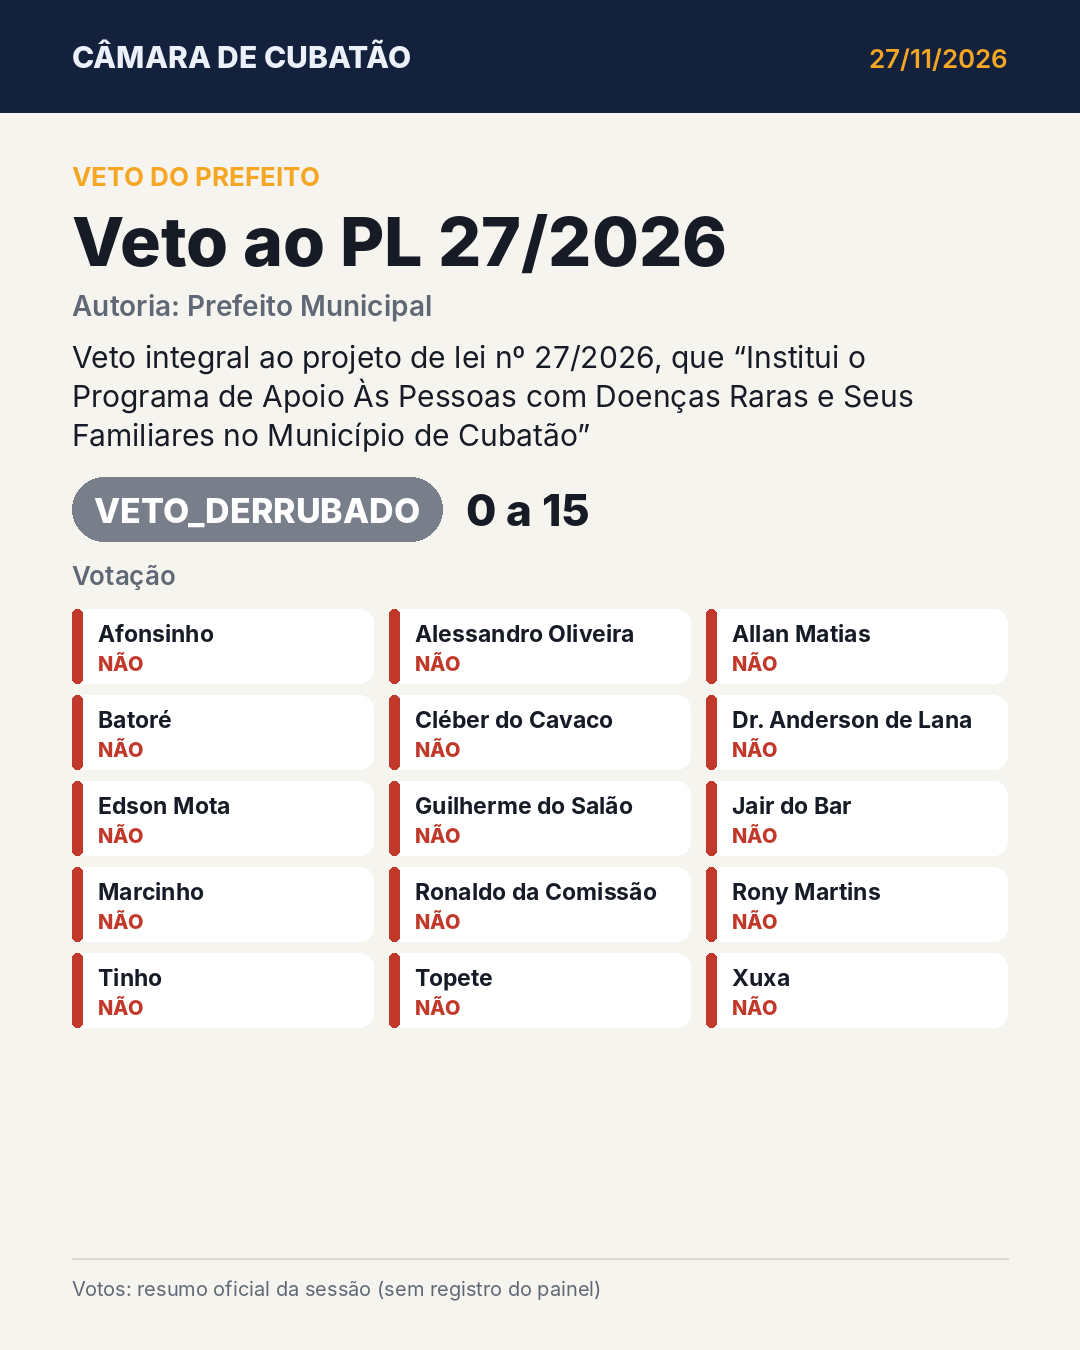 CÂMARA DE CUBATÃO
27/11/2026
VETO DO PREFEITO
Veto ao PL 27/2026
Autoria: Prefeito Municipal
Veto integral ao projeto de lei nº 27/2026, que “Institui o
Programa de Apoio Às Pessoas com Doenças Raras e Seus
Familiares no Município de Cubatão”
VETO_DERRUBADO
0 a 15
Votação
Afonsinho
NÃO
Alessandro Oliveira
NÃO
Allan Matias
NÃO
Batoré
NÃO
Cléber do Cavaco
NÃO
Dr. Anderson de Lana
NÃO
Edson Mota
NÃO
Guilherme do Salão
NÃO
Jair do Bar
NÃO
Marcinho
NÃO
Ronaldo da Comissão
NÃO
Rony Martins
NÃO
Tinho
NÃO
Topete
NÃO
Xuxa
NÃO
Votos: resumo oficial da sessão (sem registro do painel)